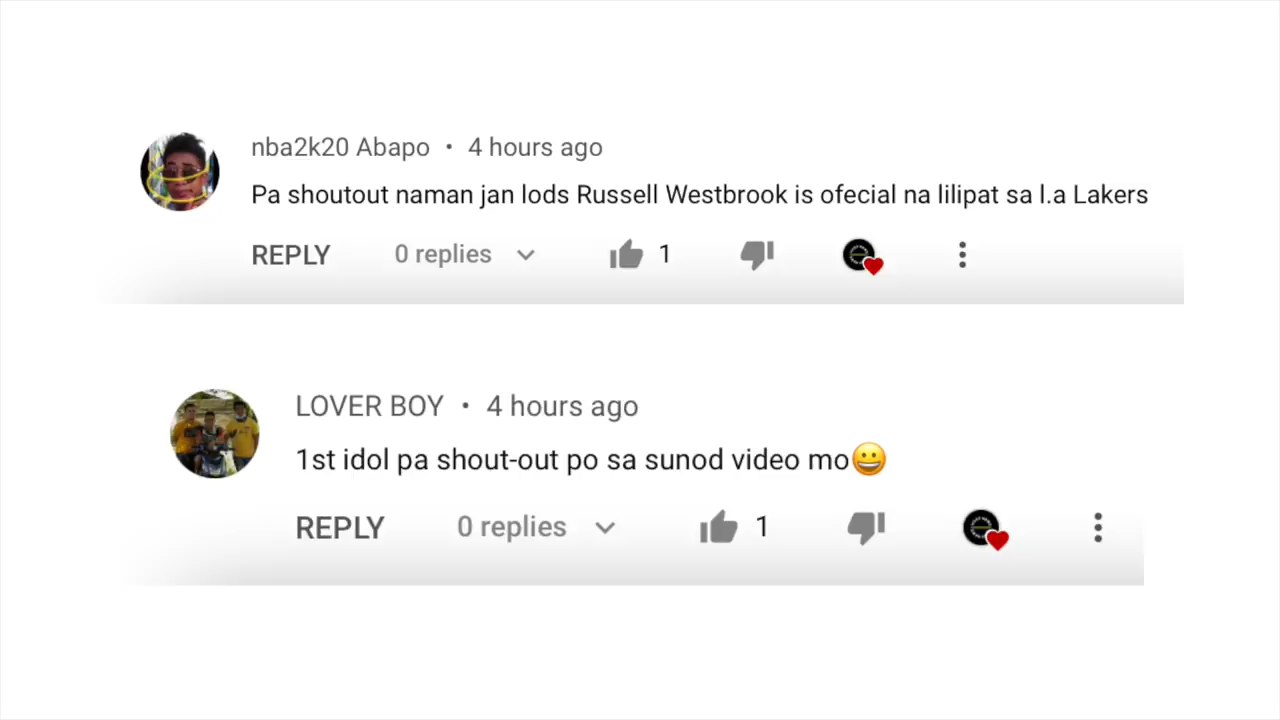 nba2k20 Abapo • 4 hours ago
Pa shoutout naman jan lods Russell Westbrook is ofecial na lilipat sa l.a Lakers
REPLY 0 replies 1
LOVER BOY • 4 hours ago
1st idol pa shout-out po sa sunod video mo😀
REPLY 0 replies 1